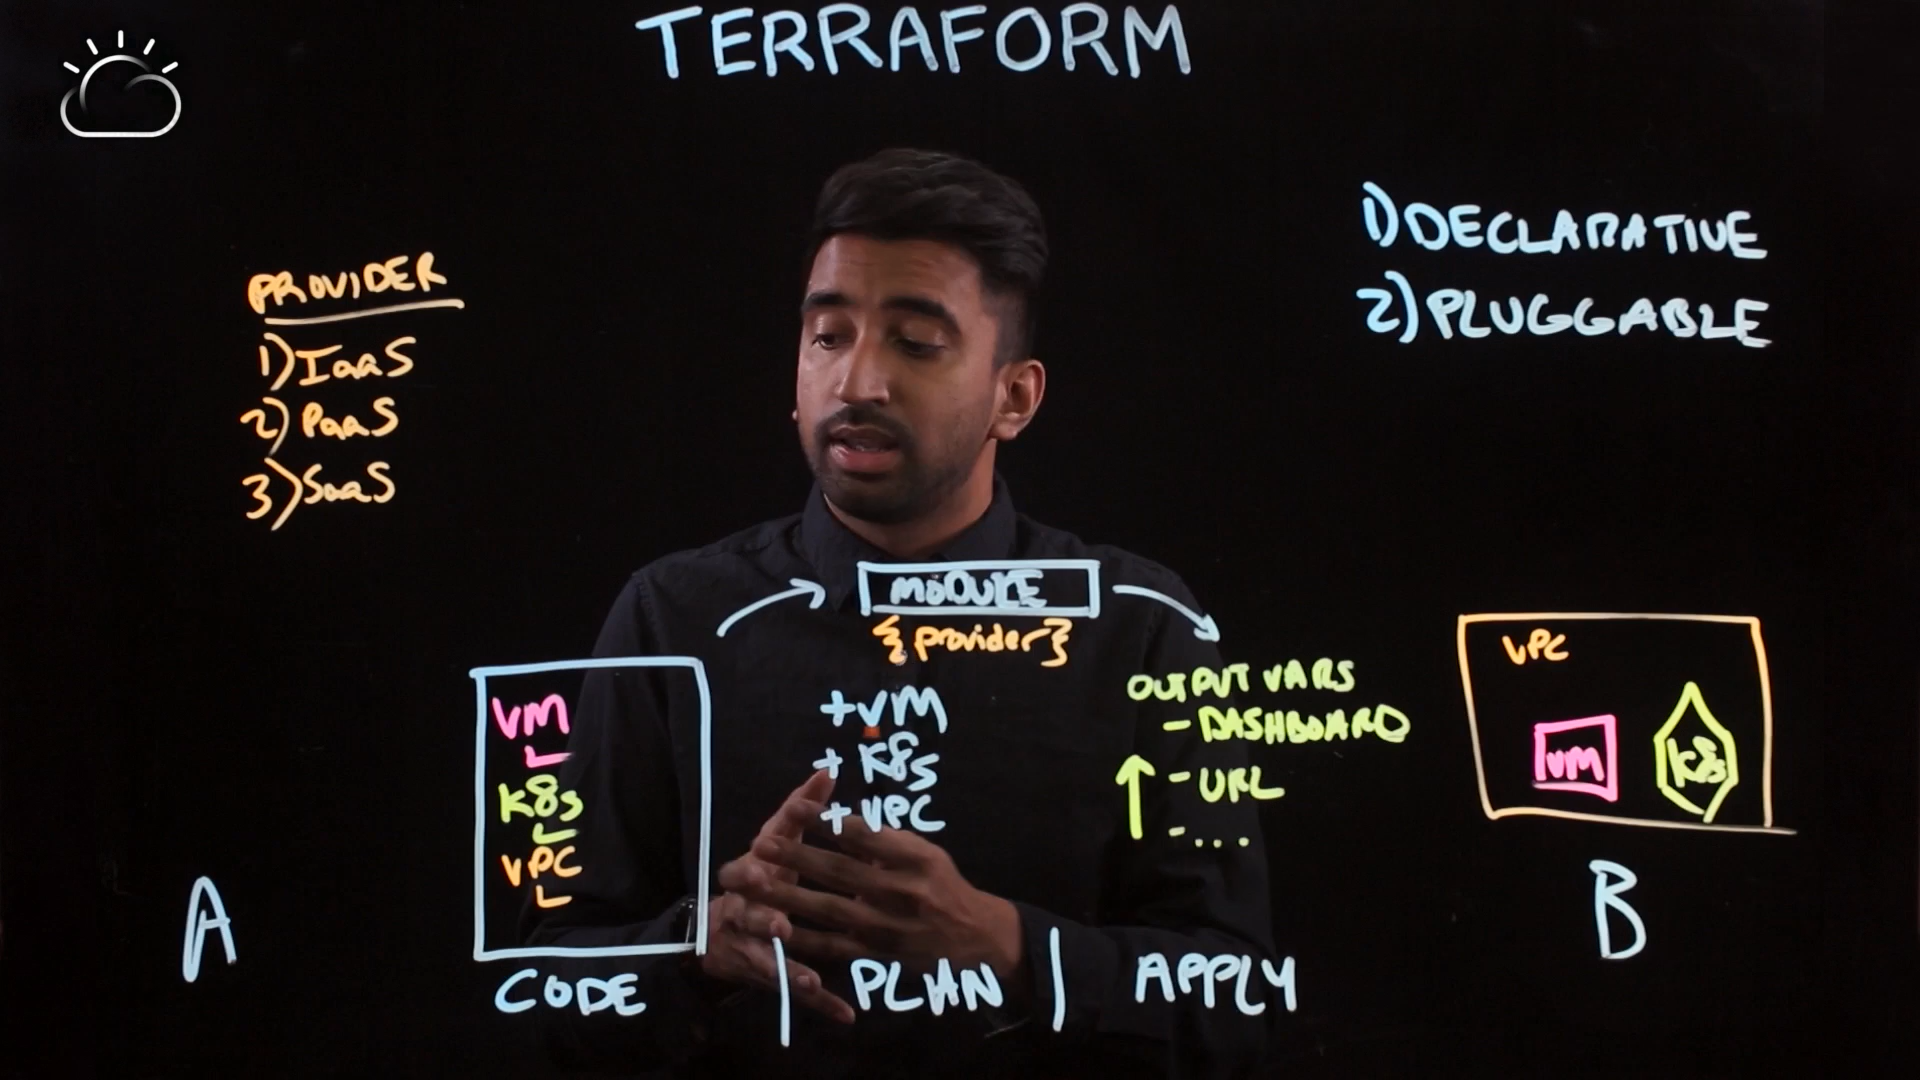 TERRAFORM
PROVIDER
1) IaaS
2) PaaS
3) SaaS
1) DECLARATIVE
2) PLUGGABLE
MODULE
{provider}
VM
K8s
VPC
+VM
+K8s
+VPC
OUTPUT VARS
- DASHBOARD
- URL
- ...
VPC
VM
K8s
A
B
CODE | PLAN | APPLY